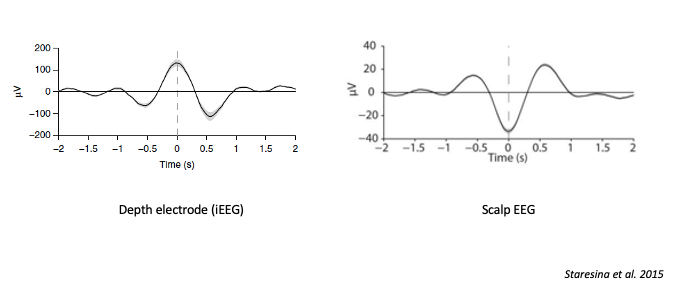 200
100
0
−100
−200
μV
−2 −1.5 −1 −0.5 0 0.5 1 1.5 2
Time (s)
Depth electrode (iEEG)
40
20
0
−20
−40
μV
−2 −1.5 −1 −0.5 0 0.5 1 1.5 2
Time (s)
Scalp EEG
Staresina et al. 2015